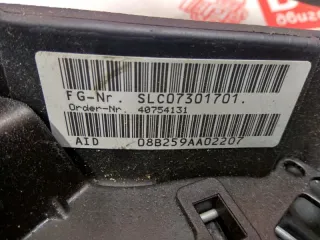 FG-Nr. SLC07301701.
Order-Nr. 40754131
AID 08B259AA02207